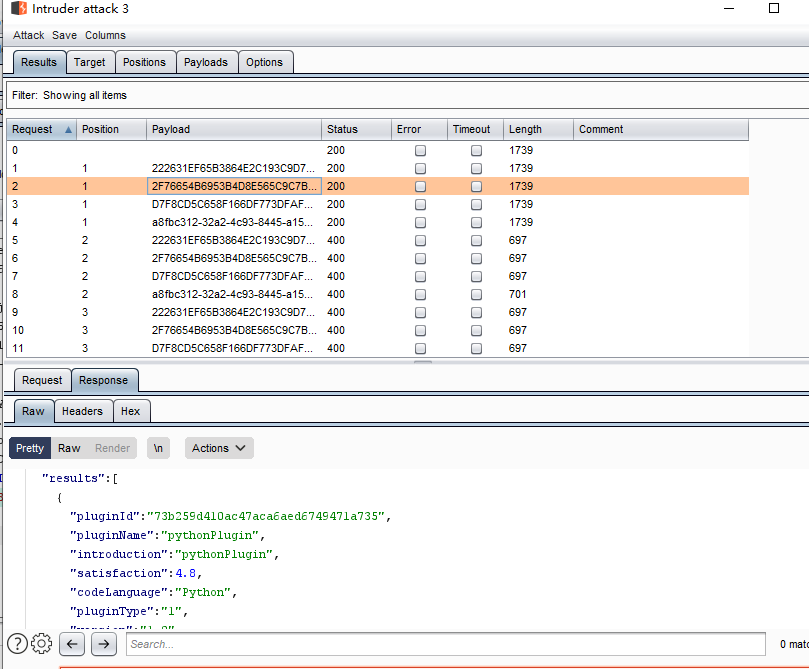 Intruder attack 3
Attack Save Columns
Results Target Positions Payloads Options
Filter: Showing all items
Request Position Payload Status Error Timeout Length Comment
0 200 1739
1 1 222631EF65B3864E2C193C9D7... 200 1739
2 1 2F76654B6953B4D8E565C9C7B... 200 1739
3 1 D7F8CD5C658F166DF773DFAF... 200 1739
4 1 a8fbc312-32a2-4c93-8445-a15... 200 1739
5 2 222631EF65B3864E2C193C9D7... 400 697
6 2 2F76654B6953B4D8E565C9C7B... 400 697
7 2 D7F8CD5C658F166DF773DFAF... 400 697
8 2 a8fbc312-32a2-4c93-8445-a15... 400 701
9 3 222631EF65B3864E2C193C9D7... 400 697
10 3 2F76654B6953B4D8E565C9C7B... 400 697
11 3 D7F8CD5C658F166DF773DFAF... 400 697
Request Response
Raw Headers Hex
Pretty Raw Render \n Actions
"results":[
{
"pluginId":"73b259d410ac47aca6aed6749471a735",
"pluginName":"pythonPlugin",
"introduction":"pythonPlugin",
"satisfaction":4.8,
"codeLanguage":"Python",
"pluginType":"1",
Search...
0 matc